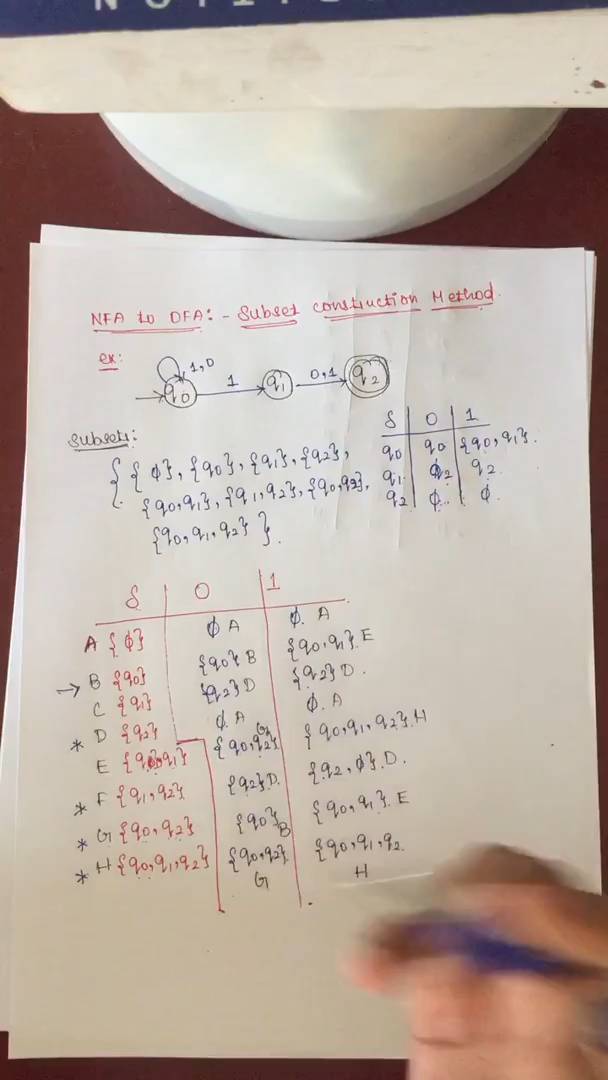 NFA to DFA:- Subset construction Method.
ex:
1,0
q0 1 q1 0,1 q2
Subsets:
{ {ϕ}, {q0}, {q1}, {q2},
{q0,q1}, {q1,q2}, {q0,q2},
{q0,q1,q2} }.
δ 0 1
q0 q0 {q0,q1}.
q1 q2 q2
q2 ϕ ϕ
δ 0 1
A {ϕ} ϕ A ϕ. A
→ B {q0} {q0} B {q0,q1} E
C {q1} {q2} D {q2} D.
* D {q2} ϕ. A ϕ. A
E {q0,q1} {q0,q2} G {q0,q1,q2} H
* F {q1,q2} {q2} D. {q2,ϕ} D.
* G {q0,q2} {q0} B {q0,q1}. E
* H {q0,q1,q2} {q0,q2} G {q0,q1,q2 H